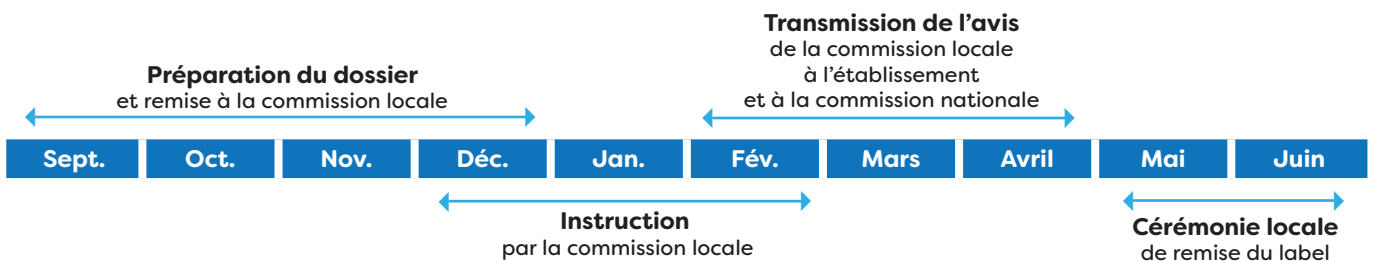 Transmission de l’avis
de la commission locale
à l’établissement
et à la commission nationale
Préparation du dossier
et remise à la commission locale
Sept. Oct. Nov. Déc. Jan. Fév. Mars Avril Mai Juin
Instruction
par la commission locale
Cérémonie locale
de remise du label